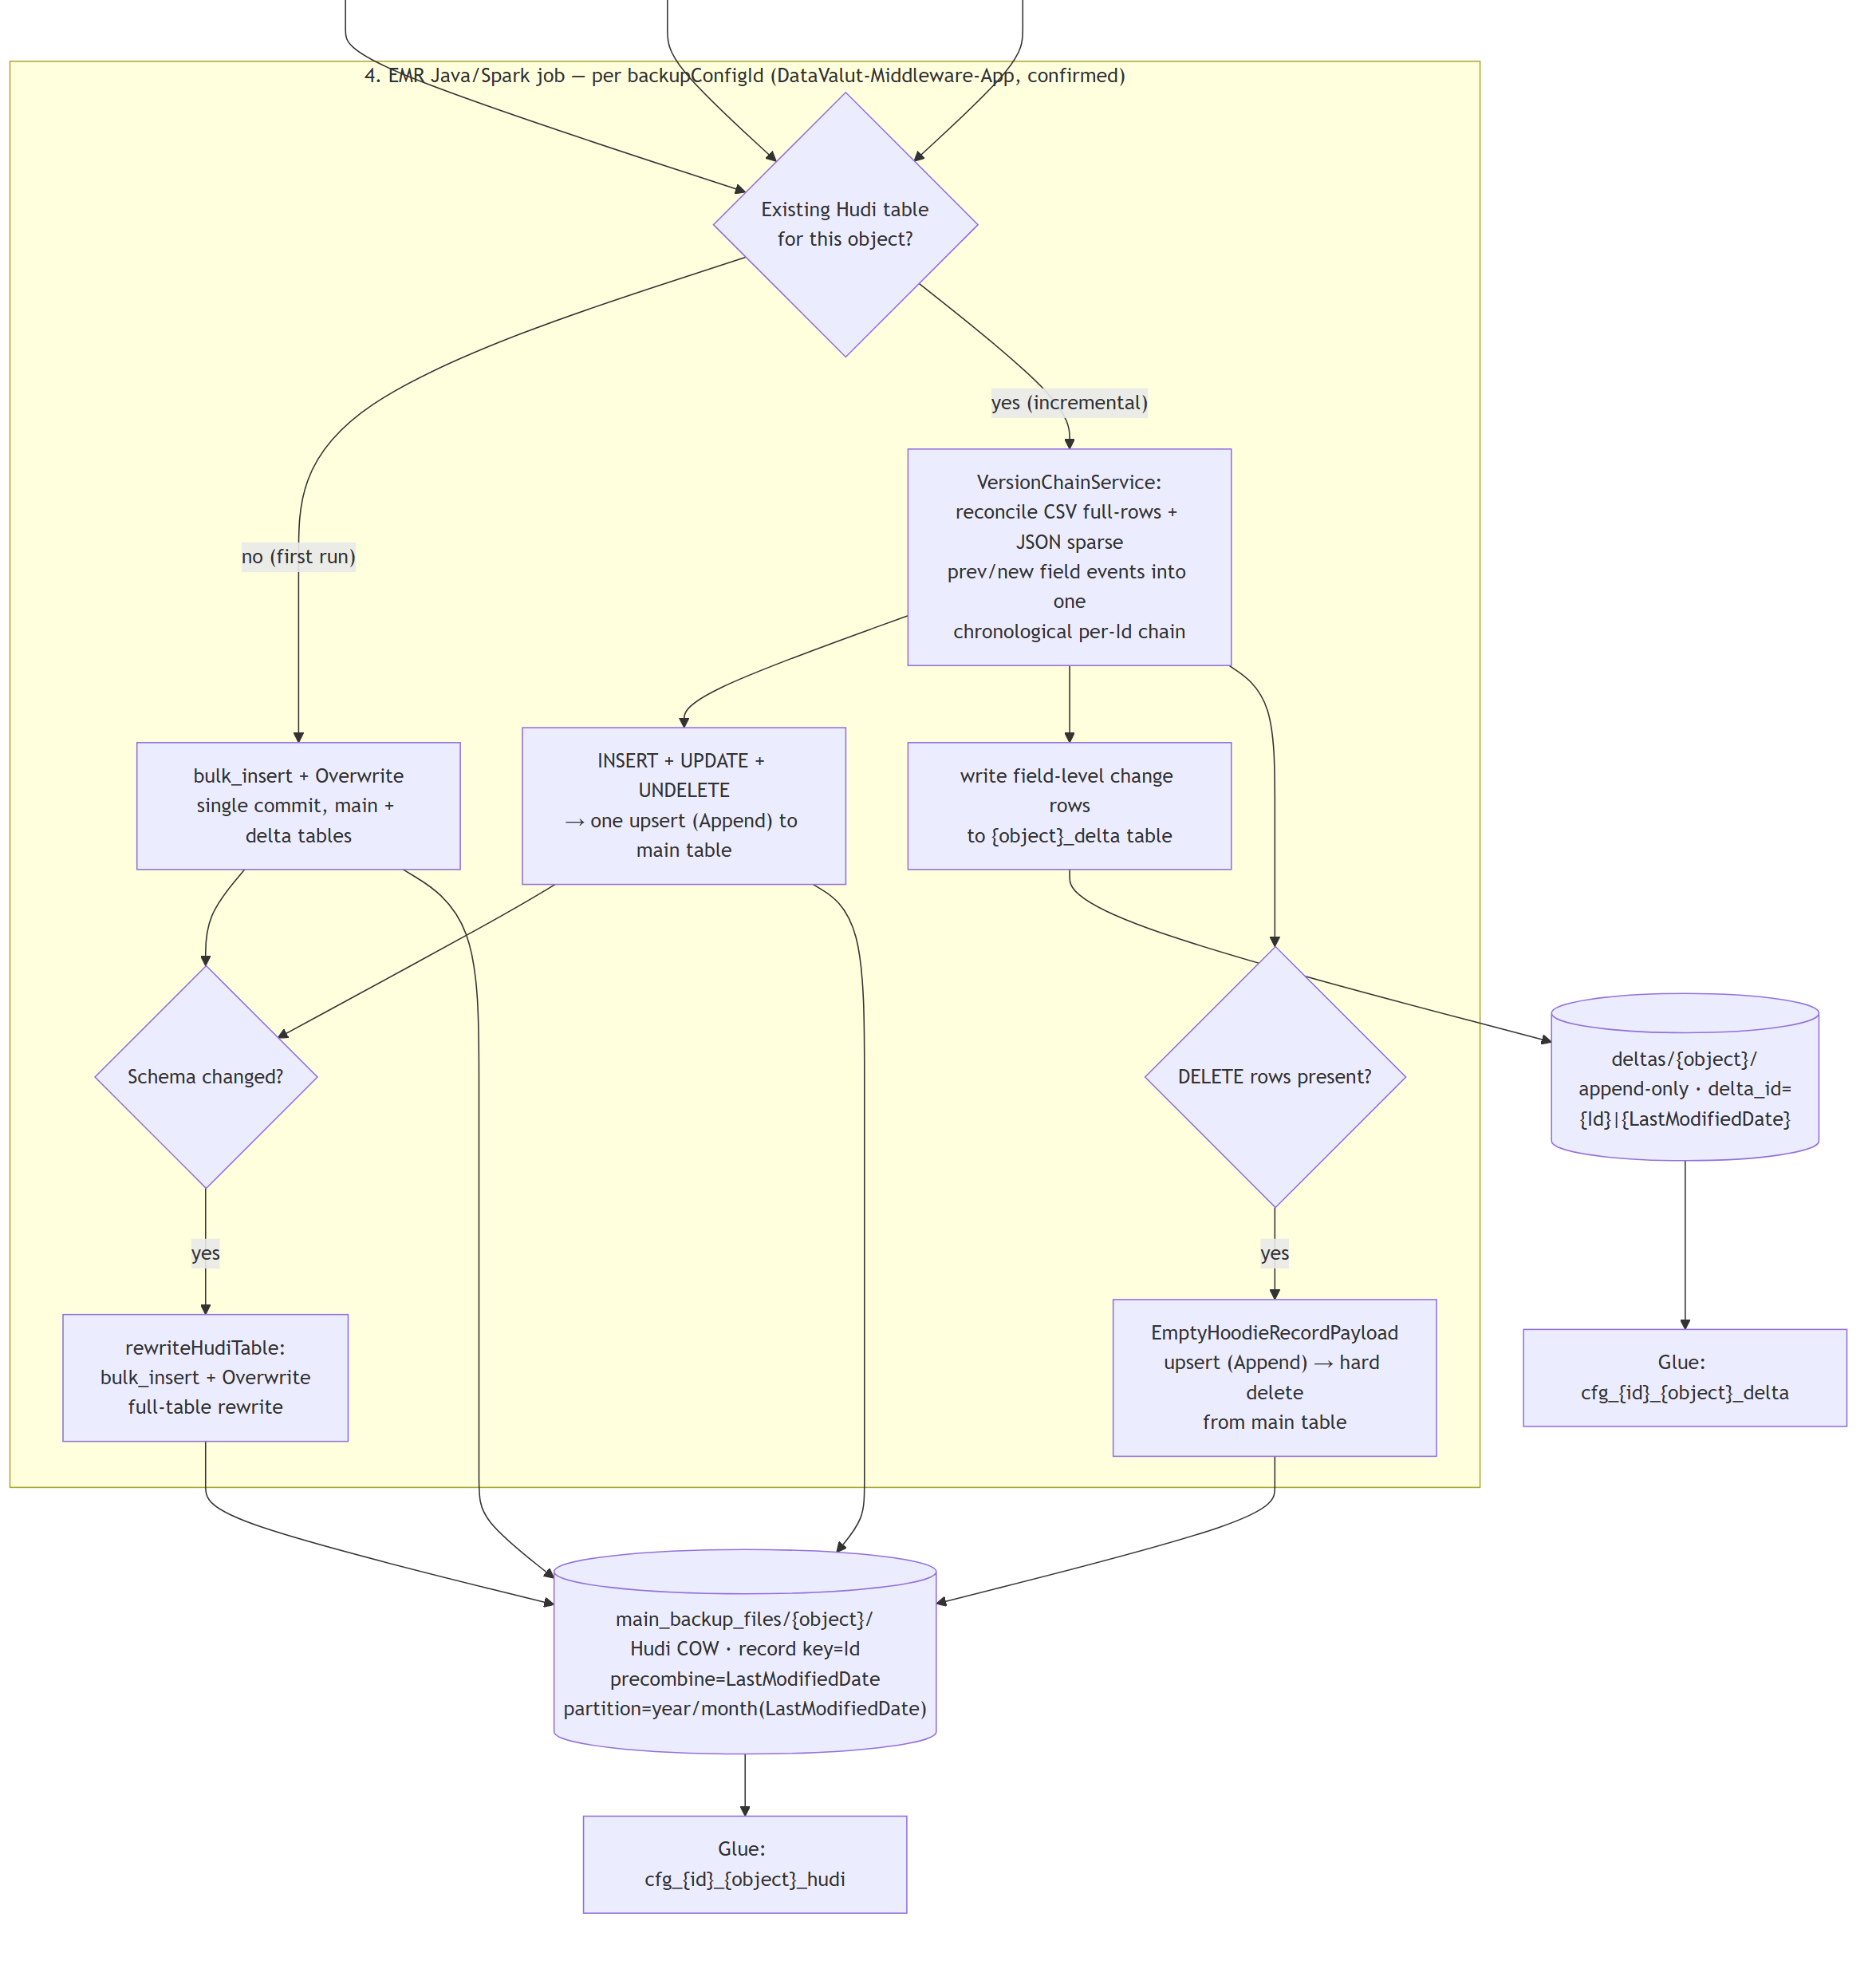 4. EMR Java/Spark job — per backupConfigId (DataValut-Middleware-App, confirmed)
Existing Hudi table
for this object?
yes (incremental)
VersionChainService:
reconcile CSV full-rows +
JSON sparse
prev/new field events into
one
chronological per-Id chain
no (first run)
bulk_insert + Overwrite
single commit, main +
delta tables
INSERT + UPDATE +
UNDELETE
→ one upsert (Append) to
main table
write field-level change
rows
to {object}_delta table
Schema changed?
DELETE rows present?
deltas/{object}/
append-only · delta_id=
{Id}|{LastModifiedDate}
yes
yes
rewriteHudiTable:
bulk_insert + Overwrite
full-table rewrite
EmptyHoodieRecordPayload
upsert (Append) → hard
delete
from main table
Glue:
cfg_{id}_{object}_delta
main_backup_files/{object}/
Hudi COW · record key=Id
precombine=LastModifiedDate
partition=year/month(LastModifiedDate)
Glue:
cfg_{id}_{object}_hudi